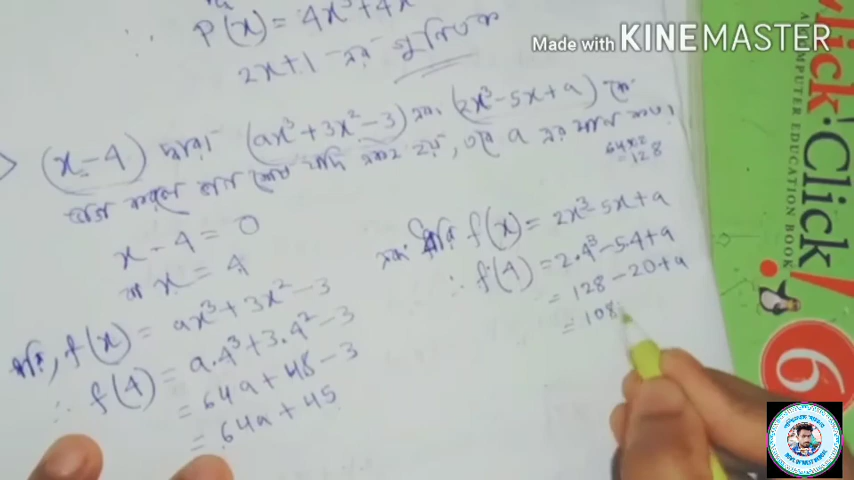 Made with KINEMASTER
∴ P(x) = 4x³+4x
2x+1 -এর গুণিতক
(x-4) দ্বারা (ax³+3x²-3) এবং (2x³-5x+a) কে
ভাগ করলে ভাগ শেষ যদি একই হয়, তবে a এর মান কত।
64×2
=128
x-4=0
বা x=4
ধরি, f(x) = ax³+3x²-3
∴ f(4) = a.4³+3.4²-3
= 64a+48-3
= 64a+45
এবং ধরি f(x) = 2x³-5x+a
∴ f(4) = 2.4³-5.4+a
= 128-20+a
= 108
Click·Click!
A COMPUTER EDUCATION BOOK
6